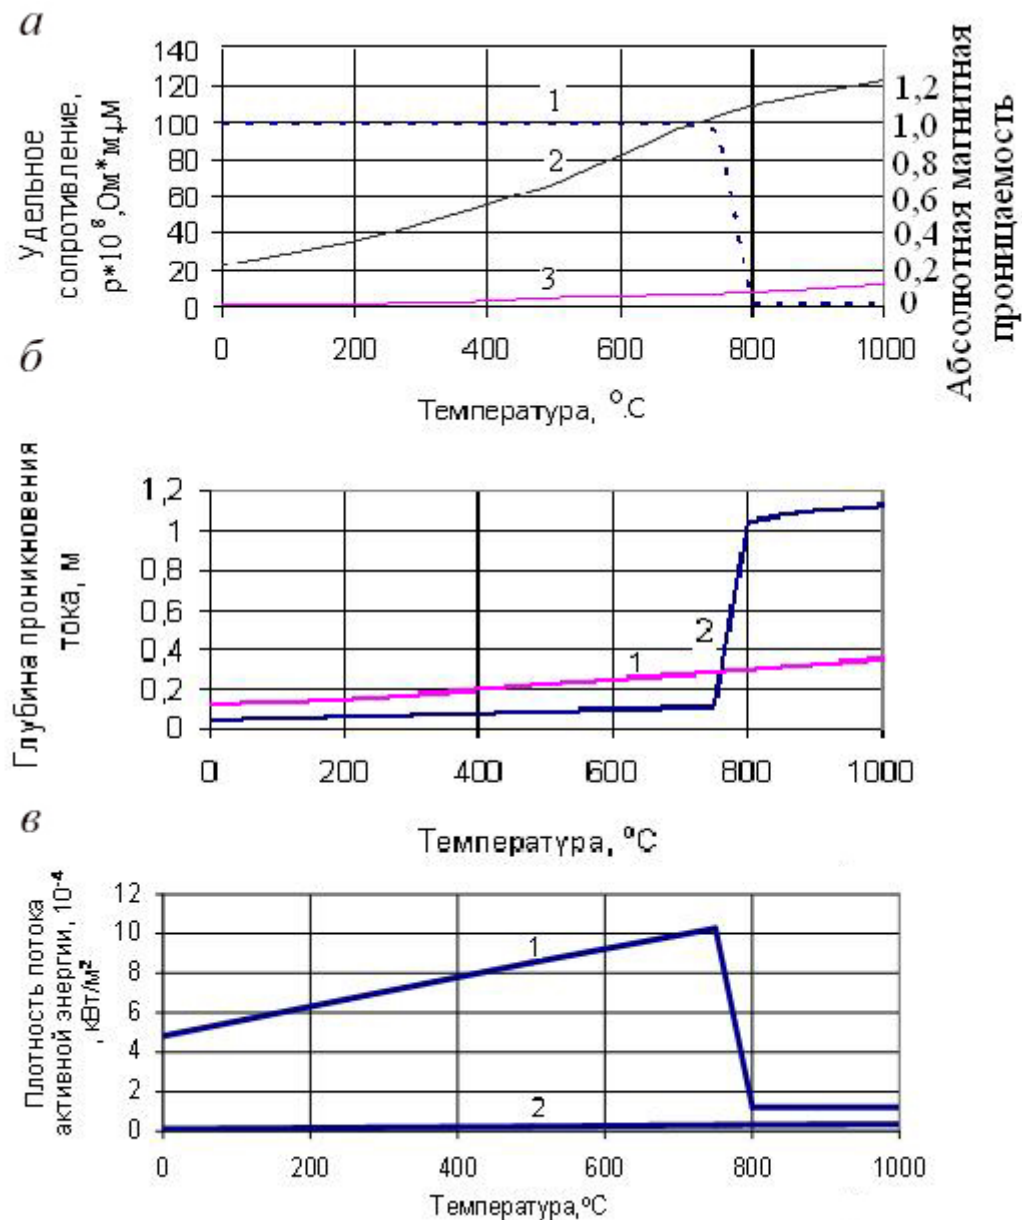 а
Удельное
сопротивление,
ρ*10⁸,Ом*м,μм
140
120
100
80
60
40
20
0
1
2
3
1,2
1,0
0,8
0,6
0,4
0,2
0
Абсолютная магнитная
проницаемость
0 200 400 600 800 1000
Температура, ⁰.С
б
Глубина проникновения
тока, м
1,2
1
0,8
0,6
0,4
0,2
0
1
2
0 200 400 600 800 1000
Температура, ⁰С
в
Плотность потока
активной энергии, 10⁻⁴
, кВт/м²
12
10
8
6
4
2
0
1
2
0 200 400 600 800 1000
Температура,⁰С